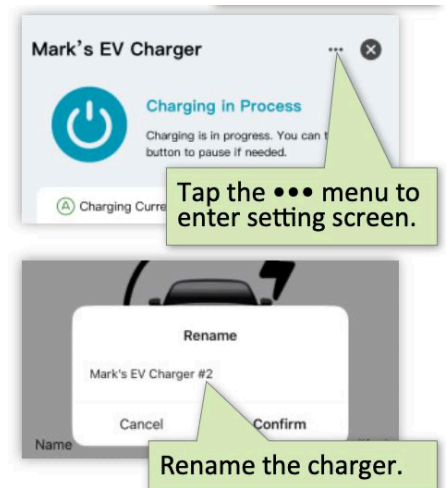 Mark's EV Charger
Charging in Process
Charging is in progress. You can
button to pause if needed.
A Charging
Tap the ••• menu to
enter setting screen.
Rename
Mark's EV Charger #2
Cancel Confirm
Name
Rename the charger.